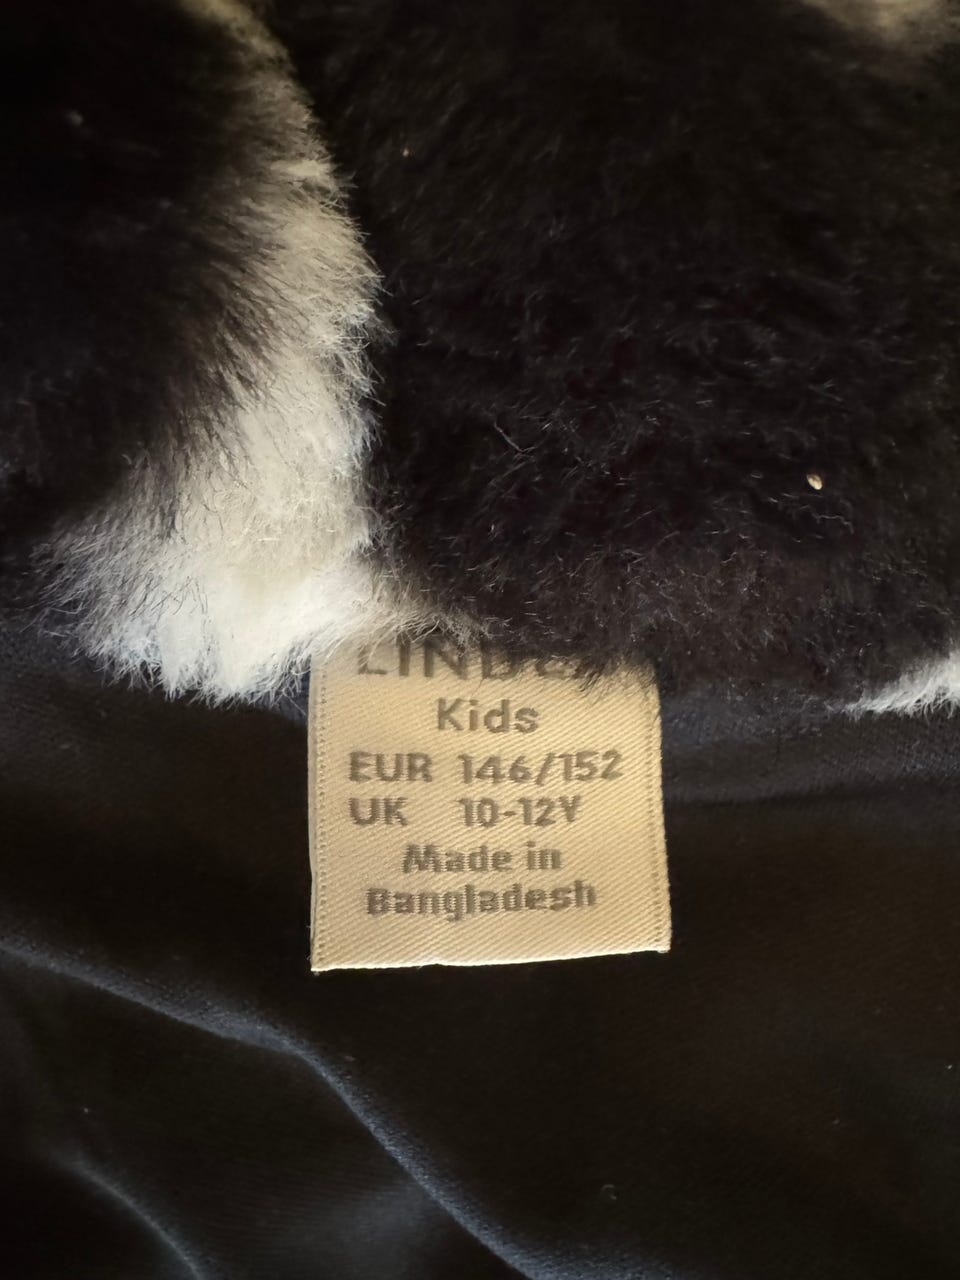 Kids
EUR 146/152
UK 10-12Y
Made in
Bangladesh